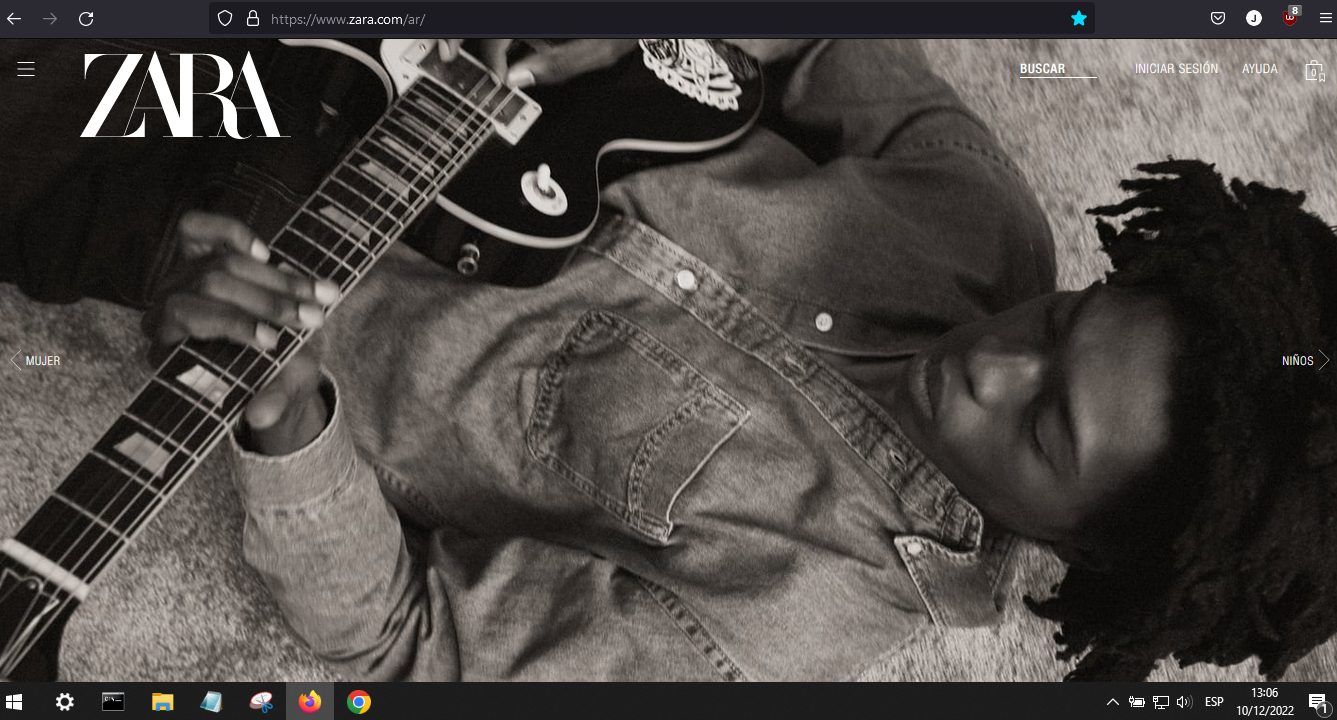 https://www.zara.com/ar/
J
8
ZARA
BUSCAR
INICIAR SESIÓN
AYUDA
0
MUJER
NIÑOS
ESP
13:06
10/12/2022
1